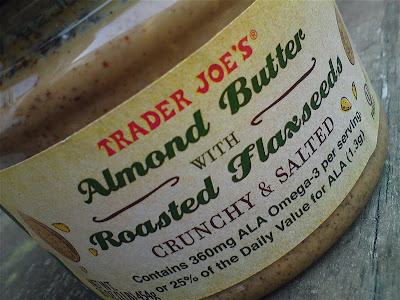 TRADER JOE'S®
Almond Butter
WITH
Roasted Flaxseeds
CRUNCHY & SALTED
Contains 360mg ALA Omega-3 per serving
or 25% of the Daily Value for ALA (1.3g)